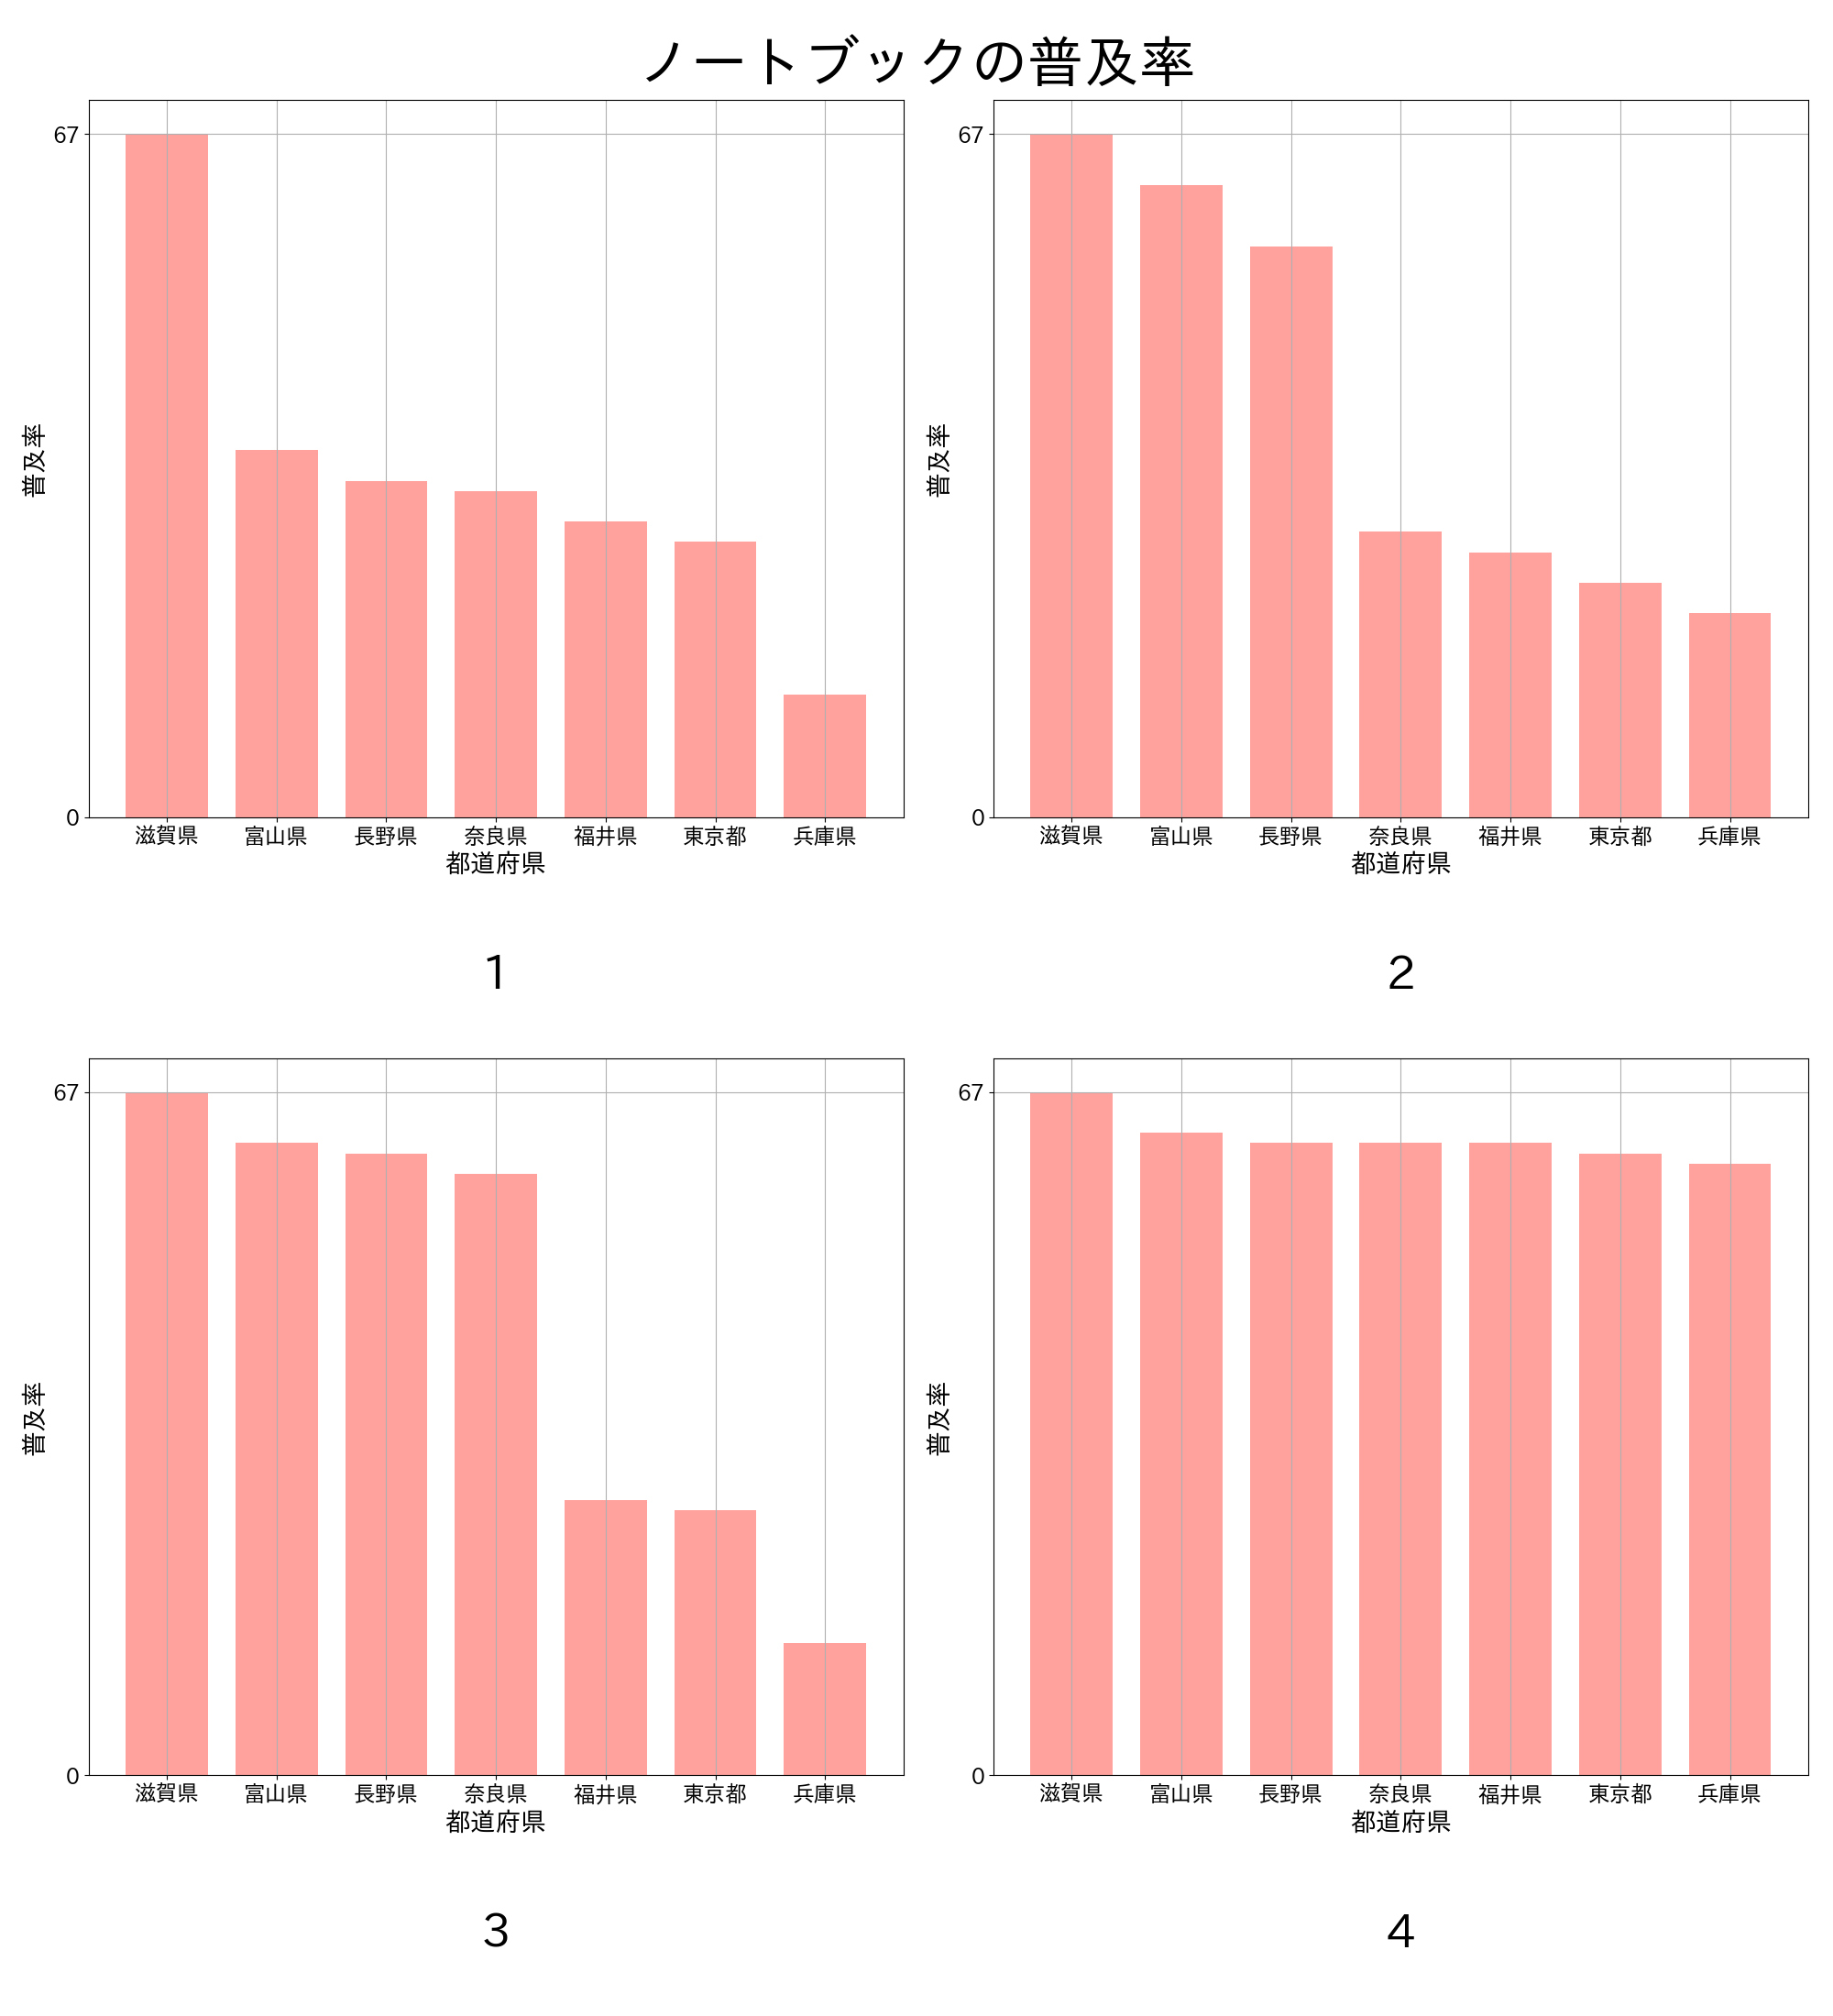 ノートブックの普及率
67
0
普及率
滋賀県 富山県 長野県 奈良県 福井県 東京都 兵庫県
都道府県
1
67
0
普及率
滋賀県 富山県 長野県 奈良県 福井県 東京都 兵庫県
都道府県
2
67
0
普及率
滋賀県 富山県 長野県 奈良県 福井県 東京都 兵庫県
都道府県
3
67
0
普及率
滋賀県 富山県 長野県 奈良県 福井県 東京都 兵庫県
都道府県
4